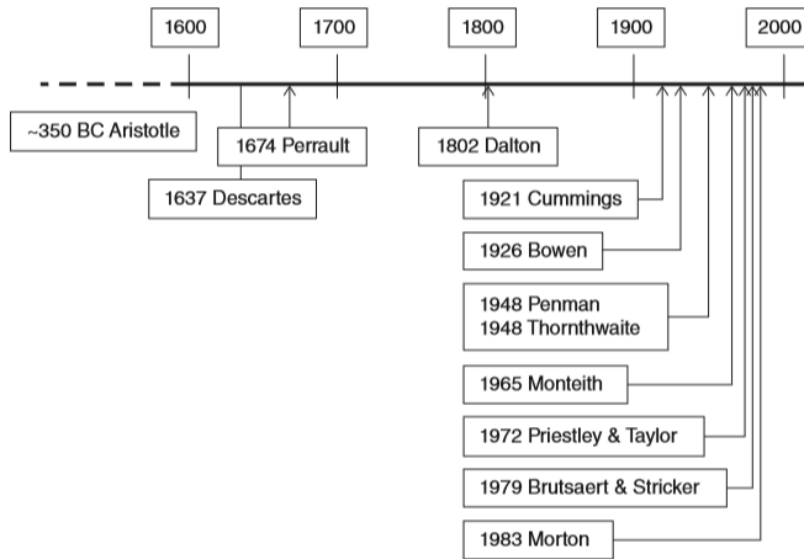 1600
1700
1800
1900
2000
~350 BC Aristotle
1674 Perrault
1802 Dalton
1637 Descartes
1921 Cummings
1926 Bowen
1948 Penman
1948 Thornthwaite
1965 Monteith
1972 Priestley & Taylor
1979 Brutsaert & Stricker
1983 Morton